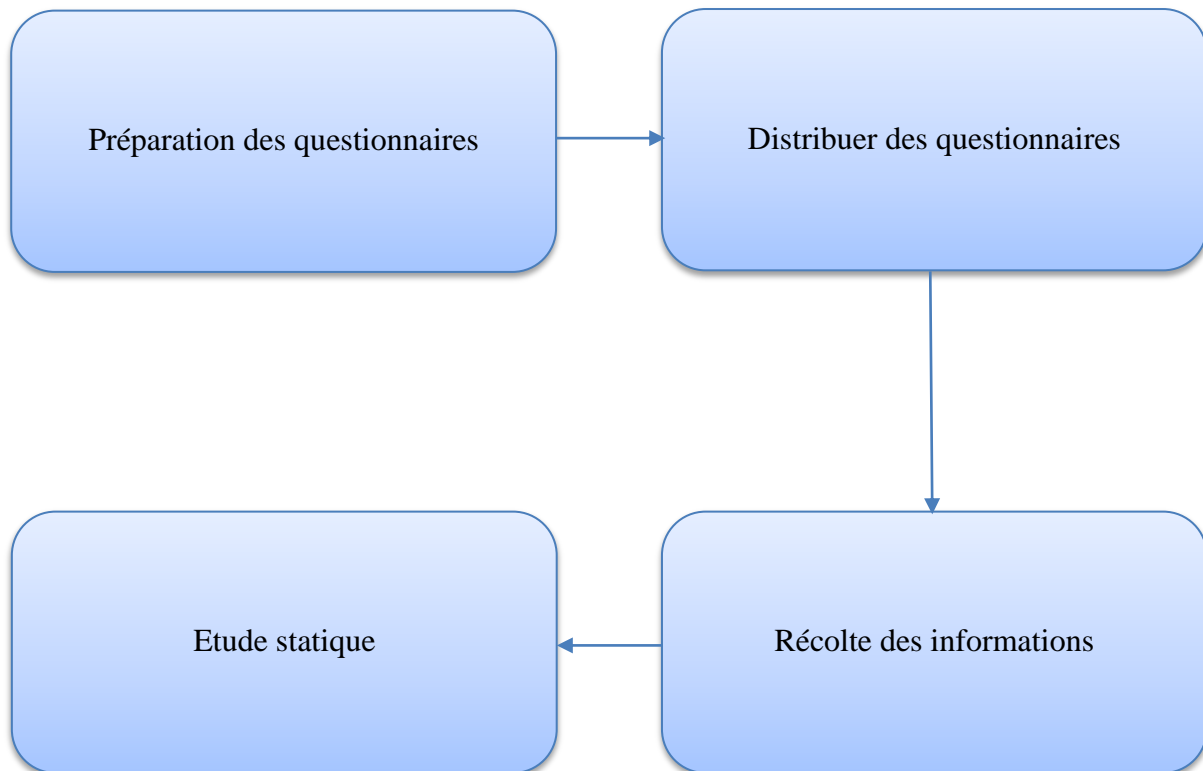 Préparation des questionnaires
Distribuer des questionnaires
Etude statique
Récolte des informations